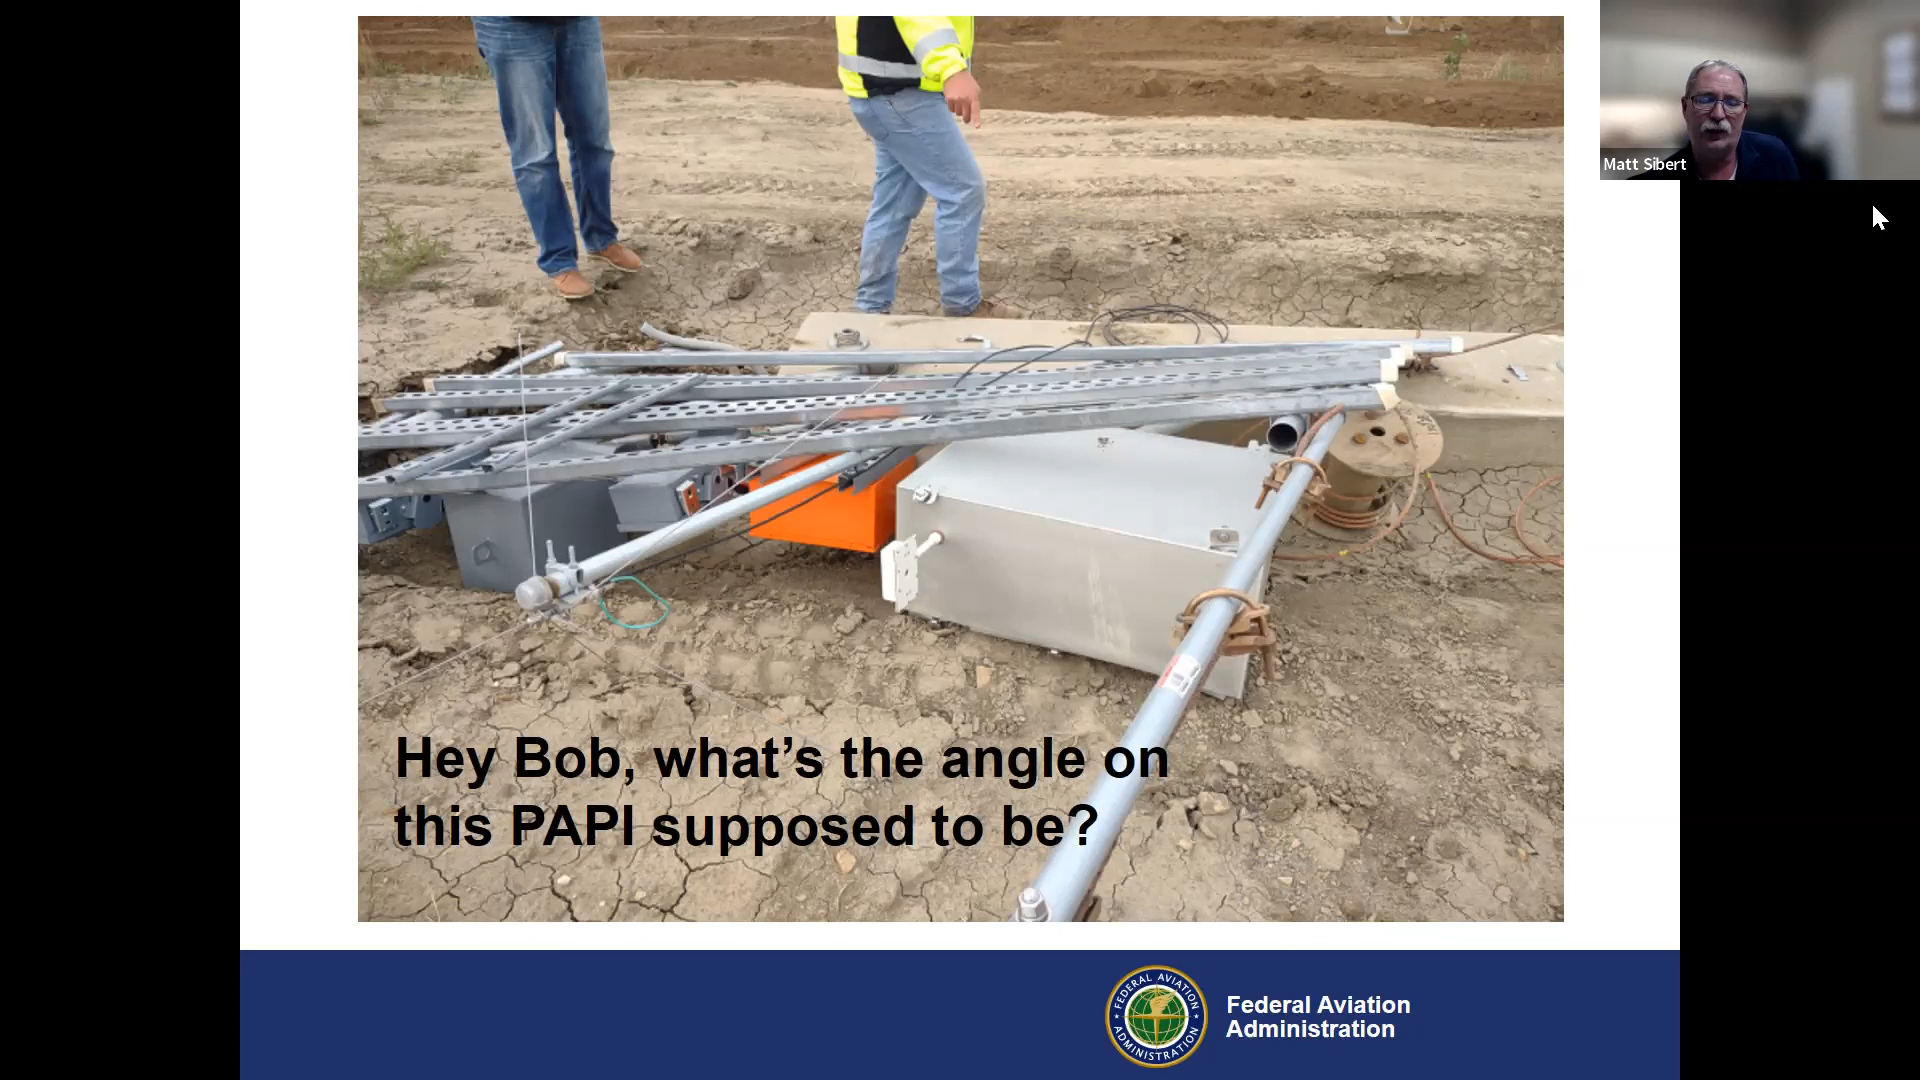 Matt Sibert
Hey Bob, what's the angle on
this PAPI supposed to be?
FEDERAL AVIATION
ADMINISTRATION
Federal Aviation
Administration